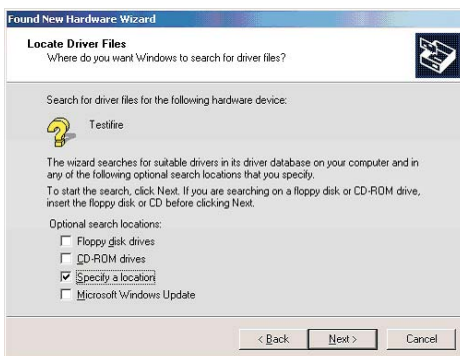 Found New Hardware Wizard
Locate Driver Files
Where do you want Windows to search for driver files?
Search for driver files for the following hardware device:
Testifire
The wizard searches for suitable drivers in its driver database on your computer and in
any of the following optional search locations that you specify.
To start the search, click Next. If you are searching on a floppy disk or CD-ROM drive,
insert the floppy disk or CD before clicking Next.
Optional search locations:
Floppy disk drives
CD-ROM drives
Specify a location
Microsoft Windows Update
< Back Next > Cancel